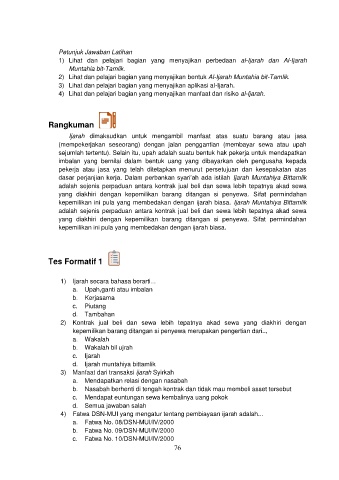 Petunjuk Jawaban Latihan
1) Lihat dan pelajari bagian yang menyajikan perbedaan al-Ijarah dan Al-Ijarah
Muntahia bit-Tamlik.
2) Lihat dan pelajari bagian yang menyajikan bentuk Al-Ijarah Muntahia bit-Tamlik.
3) Lihat dan pelajari bagian yang menyajikan aplikasi al-Ijarah.
4) Lihat dan pelajari bagian yang menyajikan manfaat dan risiko al-Ijarah.
Rangkuman
Ijarah dimaksudkan untuk mengambil manfaat atas suatu barang atau jasa
(mempekerjakan seseorang) dengan jalan penggantian (membayar sewa atau upah
sejumlah tertentu). Selain itu, upah adalah suatu bentuk hak pekerja untuk mendapatkan
imbalan yang bernilai dalam bentuk uang yang dibayarkan oleh pengusaha kepada
pekerja atau jasa yang telah ditetapkan menurut persetujuan dan kesepakatan atas
dasar perjanjian kerja. Dalam perbankan syari'ah ada istilah Ijarah Muntahiya Bittamlik
adalah sejenis perpaduan antara kontrak jual beli dan sewa lebih tepatnya akad sewa
yang diakhiri dengan kepemilikan barang ditangan si penyewa. Sifat pemindahan
kepemilikan ini pula yang membedakan dengan ijarah biasa. Ijarah Muntahiya Bittamlik
adalah sejenis perpaduan antara kontrak jual beli dan sewa lebih tepatnya akad sewa
yang diakhiri dengan kepemilikan barang ditangan si penyewa. Sifat permindahan
kepemilikan ini pula yang membedakan dengan ijarah biasa.
Tes Formatif 1
1) Ijarah secara bahasa berarti...
a. Upah,ganti atau imbalan
b. Kerjasama
c. Piutang
d. Tambahan
2) Kontrak jual beli dan sewa lebih tepatnya akad sewa yang diakhiri dengan
kepemilikan barang ditangan si penyewa merupakan pengertian dari...
a. Wakalah
b. Wakalah bil ujrah
c. Ijarah
d. Ijarah muntahiya bittamlik
3) Manfaat dari transaksi ijarah Syirkah
a. Mendapatkan relasi dengan nasabah
b. Nasabah berhenti di tengah kontrak dan tidak mau membeli asset tersebut
c. Mendapat euntungan sewa kembalinya uang pokok
d. Semua jawaban salah
4) Fatwa DSN-MUI yang mengatur tentang pembiayaan ijarah adalah...
a. Fatwa No. 08/DSN-MUI/IV/2000
b. Fatwa No. 09/DSN-MUI/IV/2000
c. Fatwa No. 10/DSN-MUI/IV/2000
76